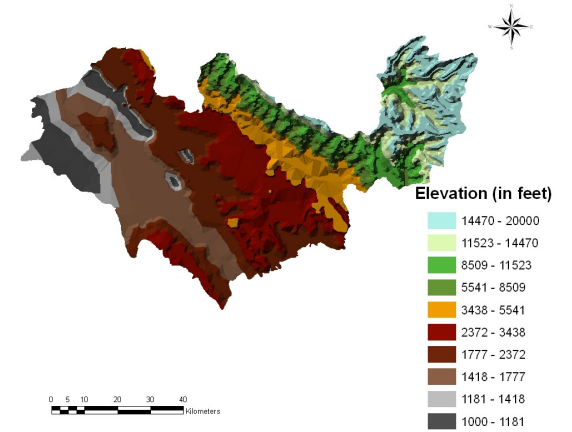 Elevation (in feet)
14470 - 20000
11523 - 14470
8509 - 11523
5541 - 8509
3438 - 5541
2372 - 3438
1777 - 2372
1418 - 1777
1181 - 1418
1000 - 1181
0 5 10 20 30 40
Kilometers